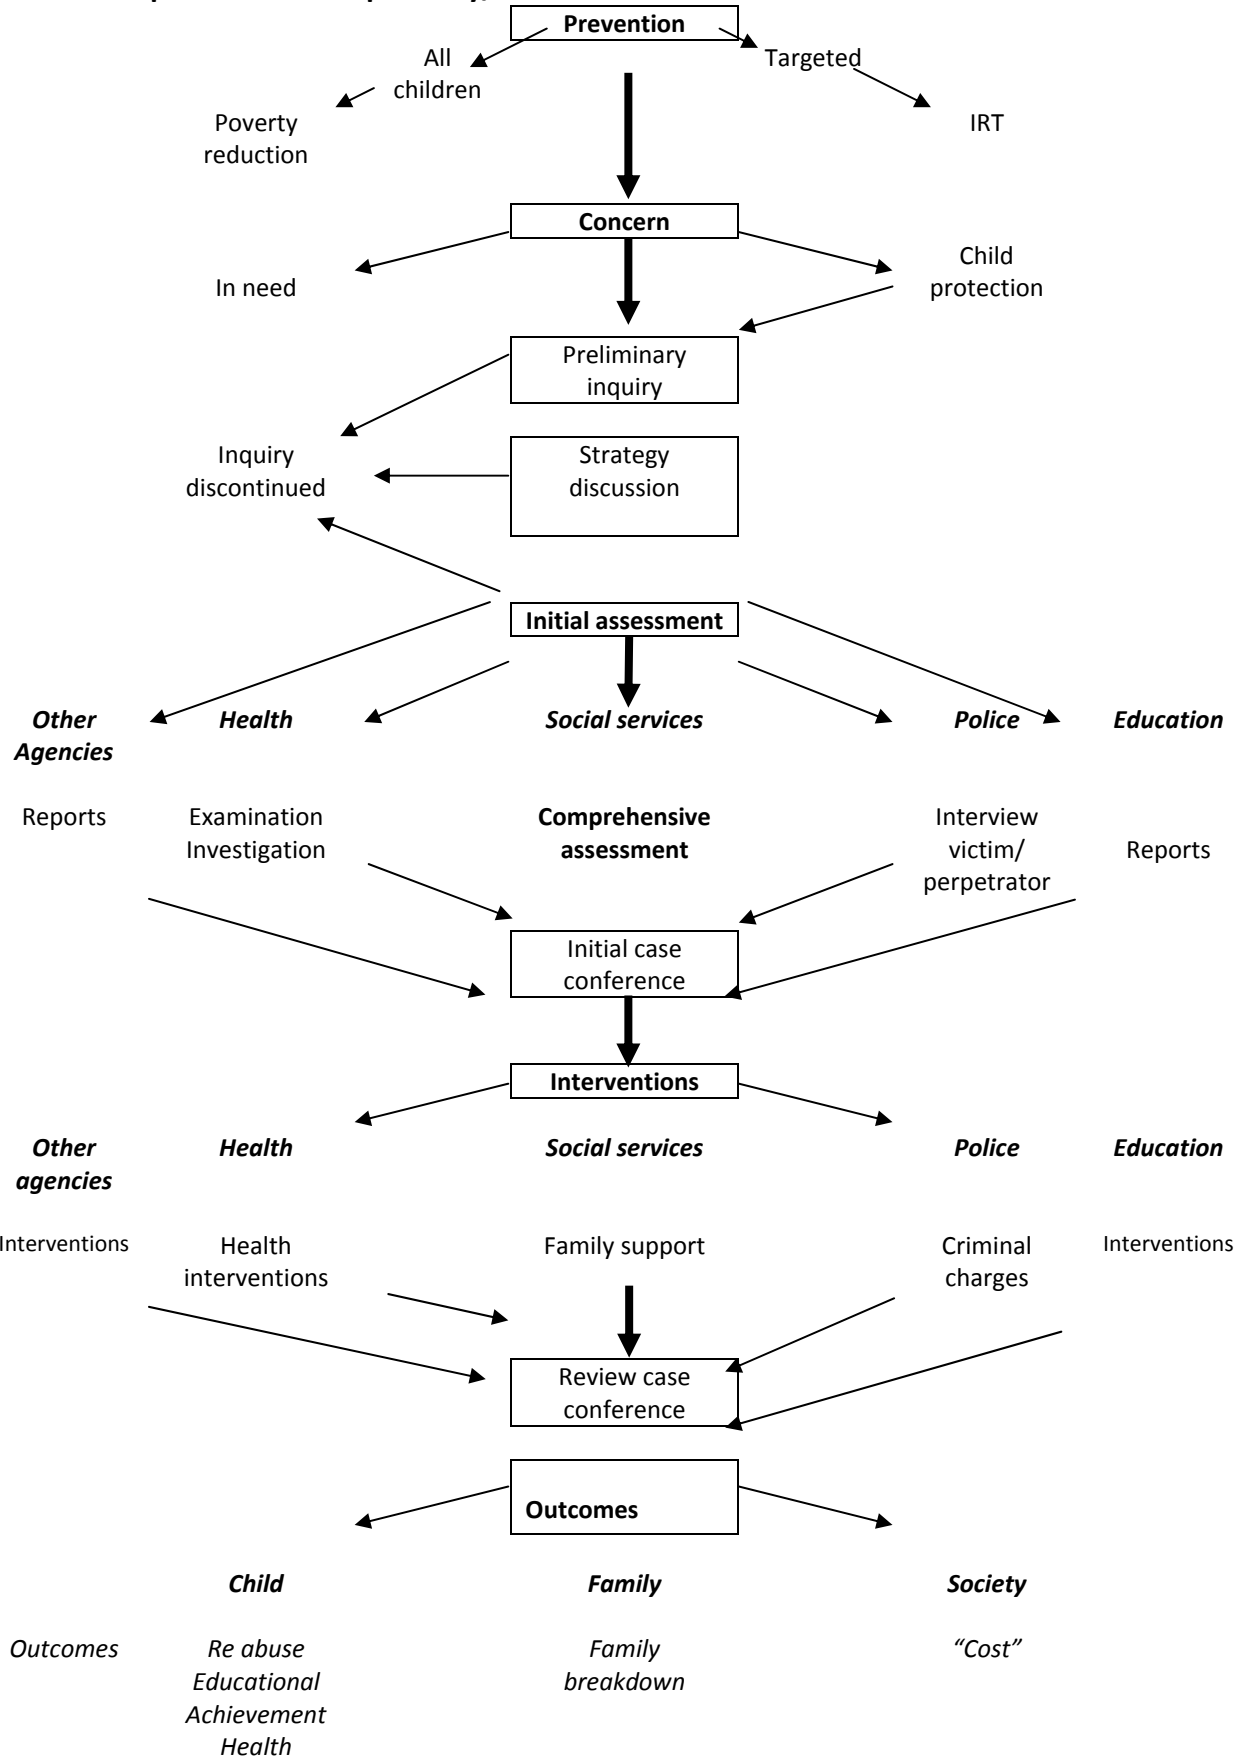 Prevention
All
children
Targeted
Poverty
reduction
IRT
Concern
In need
Child
protection
Preliminary
inquiry
Inquiry
discontinued
Strategy
discussion
Initial assessment
Other
Agencies
Health
Social services
Police
Education
Reports
Examination
Investigation
Comprehensive
assessment
Interview
victim/
perpetrator
Reports
Initial case
conference
Interventions
Other
agencies
Health
Social services
Police
Education
Interventions
Health
interventions
Family support
Criminal
charges
Interventions
Review case
conference
Outcomes
Child
Family
Society
Outcomes
Re abuse
Educational
Achievement
Health
Family
breakdown
“Cost”